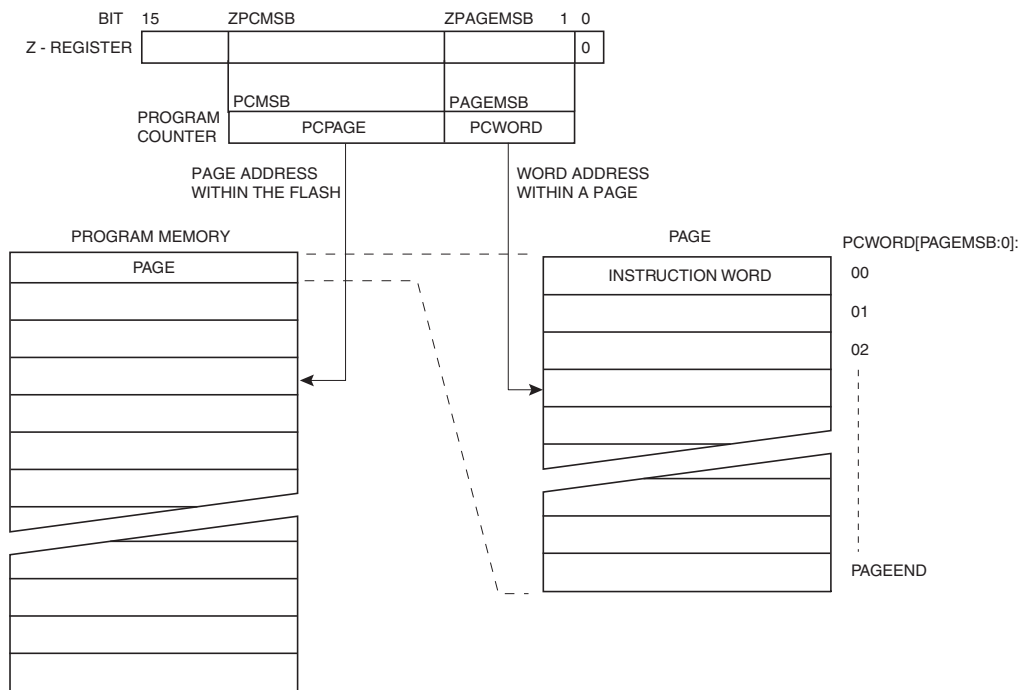 BIT 15 ZPCMSB ZPAGEMSB 1 0
Z - REGISTER 0
PCMSB PAGEMSB
PROGRAM
COUNTER
PCPAGE PCWORD
PAGE ADDRESS
WITHIN THE FLASH
WORD ADDRESS
WITHIN A PAGE
PROGRAM MEMORY
PAGE
PAGE
PCWORD[PAGEMSB:0]:
INSTRUCTION WORD 00
01
02
PAGEEND